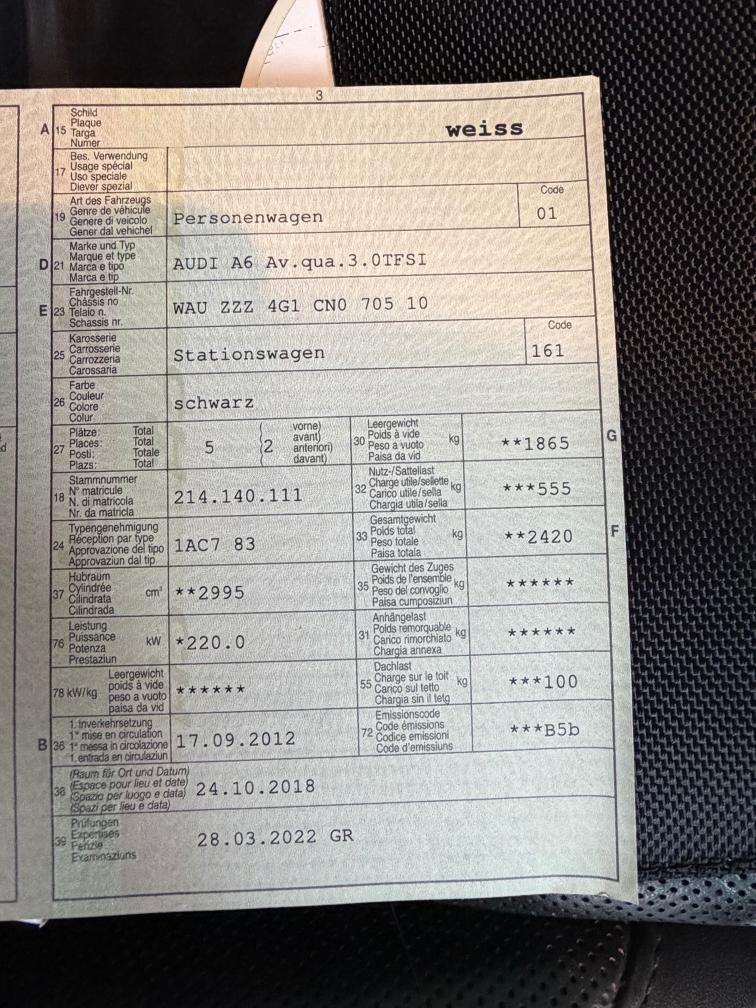 3
A 15 Schild
Plaque
Targa
Numer
weiss
17 Bes. Verwendung
Usage spécial
Uso speciale
Diever spezial
19 Art des Fahrzeugs
Genre de véhicule
Genere di veicolo
Gener dal vehichel
Personenwagen
Code
01
D 21 Marke und Typ
Marque et type
Marca e tipo
Marca e tip
AUDI A6 Av.qua.3.0TFSI
E 23 Fahrgestell-Nr.
Châssis no
Telaio n.
Schassis nr.
WAU ZZZ 4G1 CN0 705 10
25 Karosserie
Carrosserie
Carrozzeria
Carossaria
Stationswagen
Code
161
26 Farbe
Couleur
Colore
Colur
schwarz
27 Plätze: Total
Places: Total
Posti: Totale
Plazs: Total
5 (2 vorne)
avant)
anteriori)
davant)
30 Leergewicht
Poids à vide
Peso a vuoto
Paisa da vid
kg
**1865
G
18 Stammnummer
N° matricule
N. di matricola
Nr. da matricla
214.140.111
32 Nutz-/Sattellast
Charge utile/sellette
Carico utile/sella
Chargia utila/sella
kg
***555
24 Typengenehmigung
Réception par type
Approvazione del tipo
Approvaziun dal tip
1AC7 83
33 Gesamtgewicht
Poids total
Peso totale
Paisa totala
kg
**2420
F
37 Hubraum
Cylindrée
Cilindrata
Cilindrada
cm³
**2995
35 Gewicht des Zuges
Poids de l'ensemble
Peso del convoglio
Paisa cumposiziun
kg
******
76 Leistung
Puissance
Potenza
Prestaziun
kW
*220.0
31 Anhängelast
Poids remorquable
Carico rimorchiato
Chargia annexa
kg
******
78 kW/kg Leergewicht
poids à vide
peso a vuoto
paisa da vid
******
55 Dachlast
Charge sur le toit
Carico sul tetto
Chargia sin il tetg
kg
***100
B 36 1. Inverkehrsetzung
1re mise en circulation
1a messa in circolazione
1. entrada en circulaziun
17.09.2012
72 Emissionscode
Code émissions
Codice emissioni
Code d'emissiuns
***B5b
38 (Raum für Ort und Datum)
(Espace pour lieu et date)
(Spazio per luogo e data)
(Spazi per lieu e data)
24.10.2018
39 Prüfungen
Expertises
Perizie
Examinaziuns
28.03.2022 GR
d